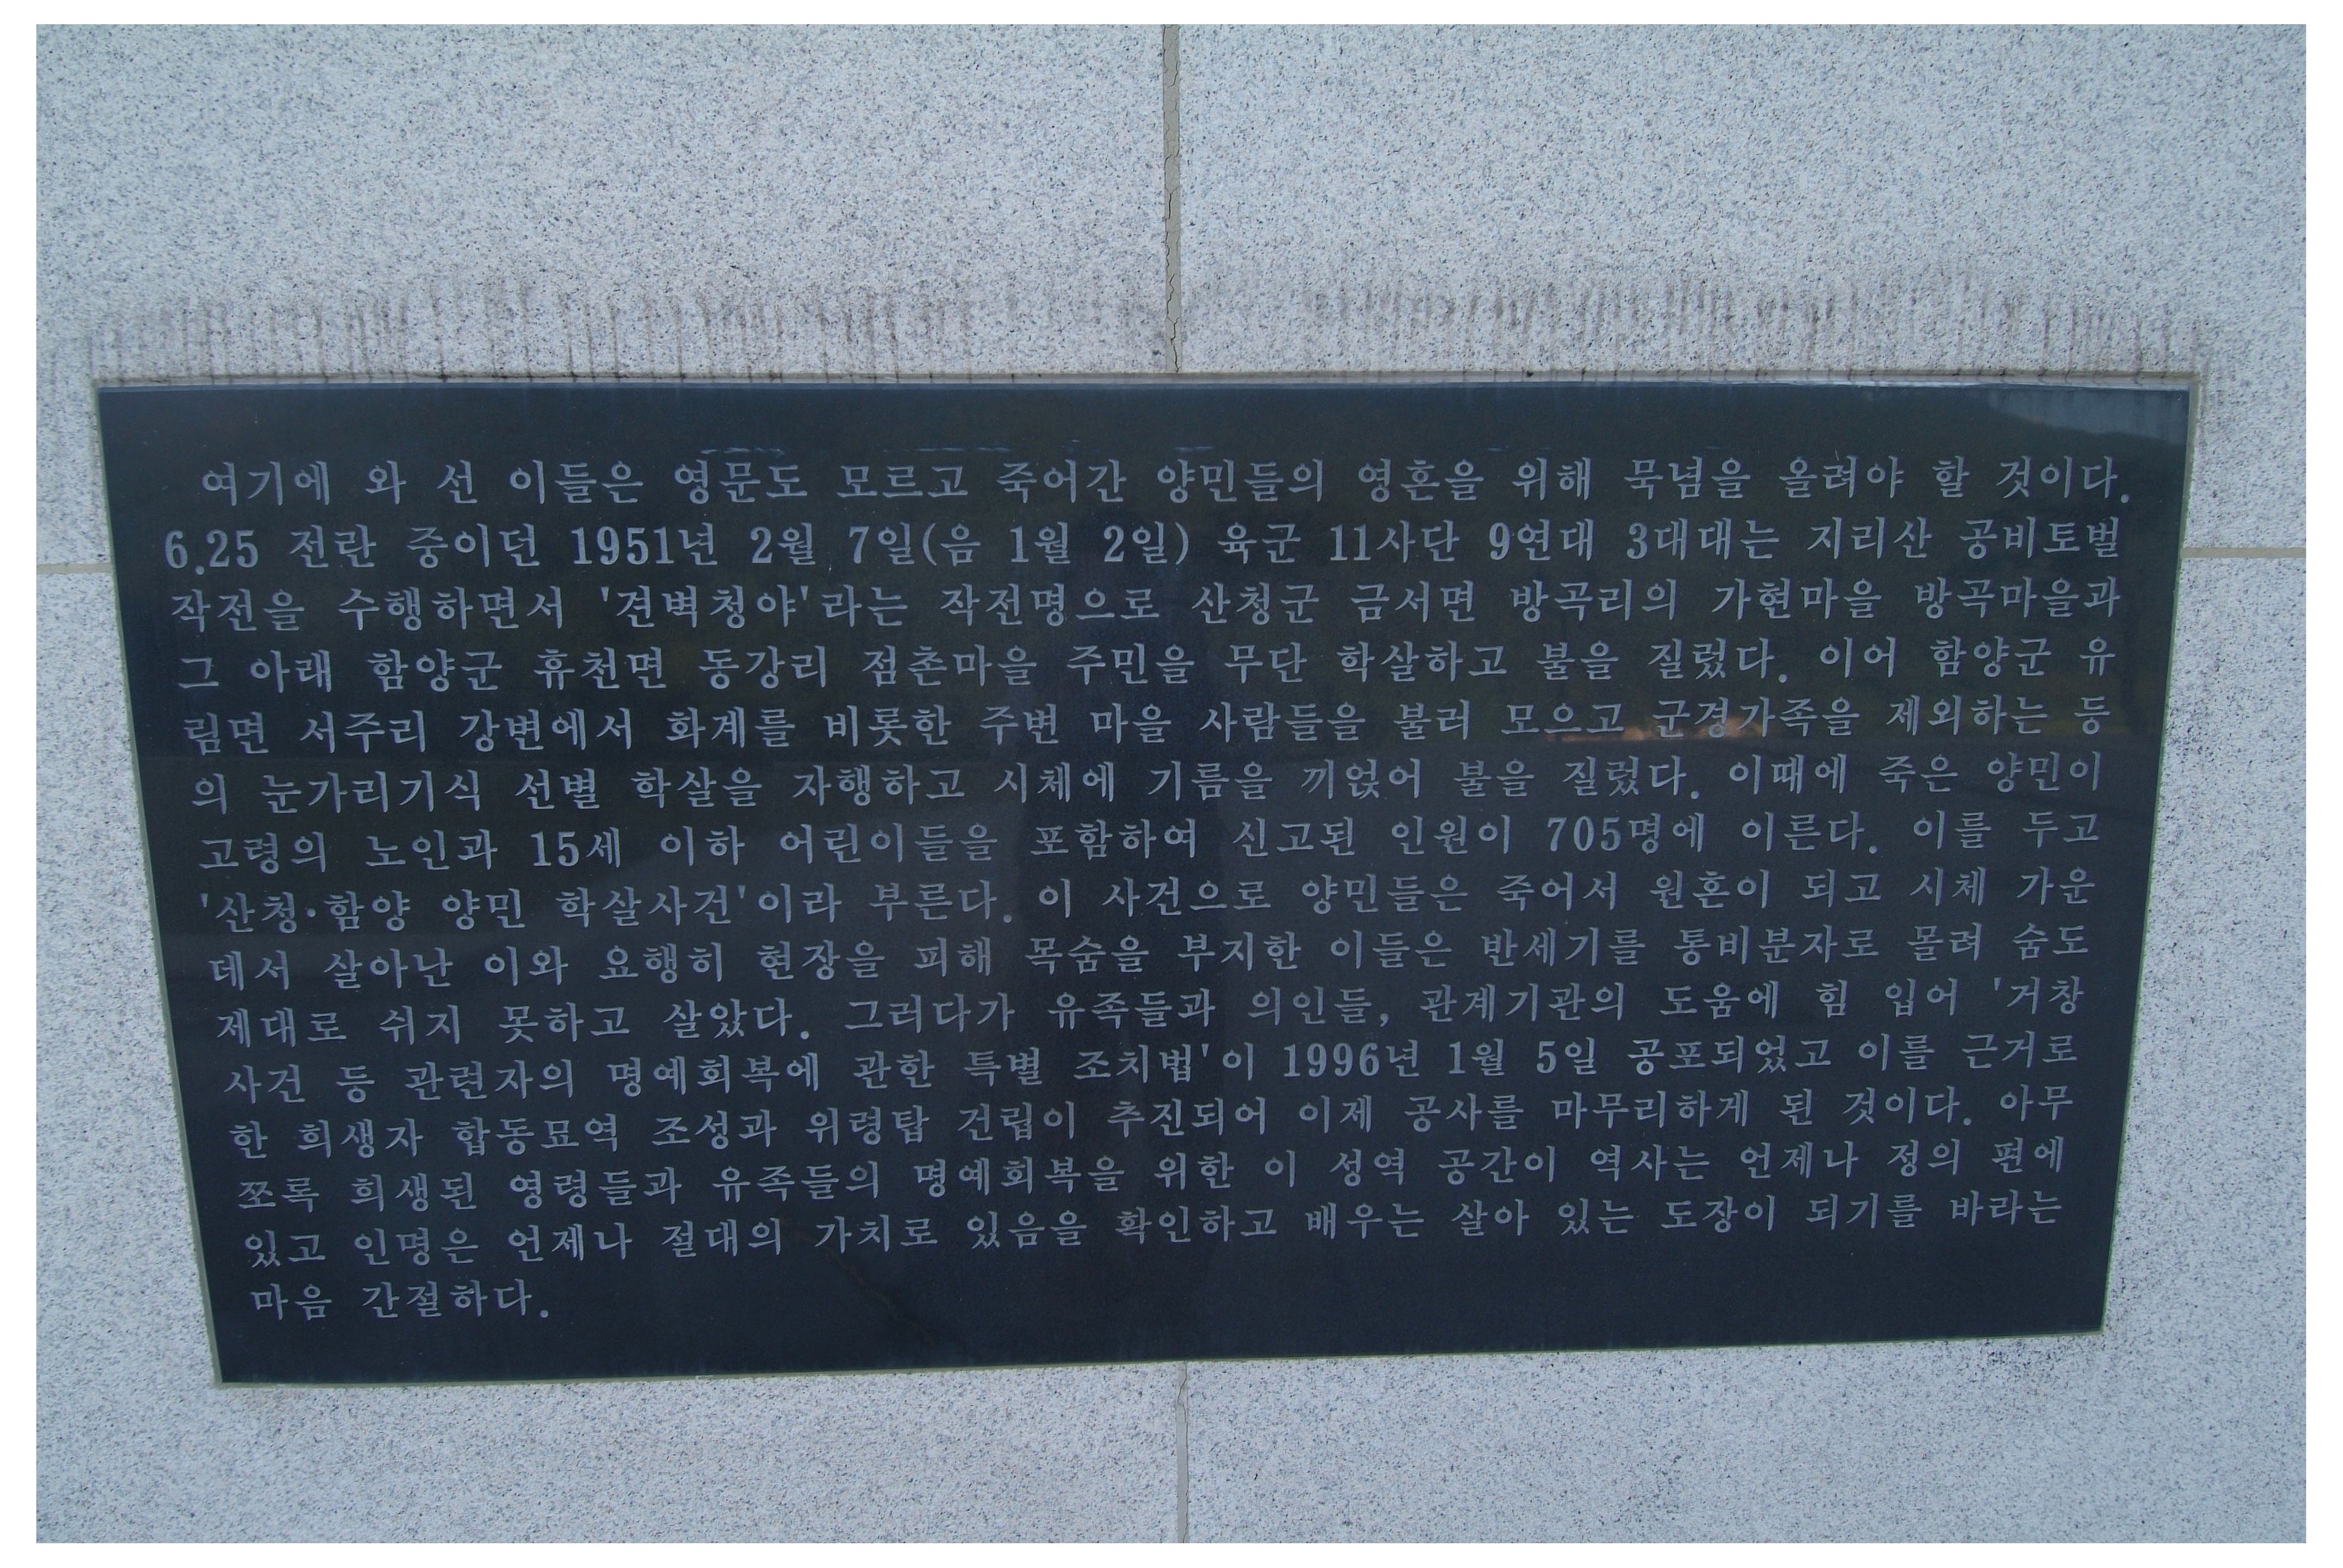 여기에 와 선 이들은 영문도 모르고 죽어간 양민들의 영혼을 위해 묵념을 올려야 할 것이다.
6.25 전란 중이던 1951년 2월 7일(음 1월 2일) 육군 11사단 9연대 3대대는 지리산 공비토벌
작전을 수행하면서 '견벽청야'라는 작전명으로 산청군 금서면 방곡리의 가현마을 방곡마을과
그 아래 함양군 휴천면 동강리 점촌마을 주민을 무단 학살하고 불을 질렀다. 이어 함양군 유
림면 서주리 강변에서 화계를 비롯한 주변 마을 사람들을 불러 모으고 군경가족을 제외하는 등
의 눈가리기식 선별 학살을 자행하고 시체에 기름을 끼얹어 불을 질렀다. 이때에 죽은 양민이
고령의 노인과 15세 이하 어린이들을 포함하여 신고된 인원이 705명에 이른다. 이를 두고
'산청·함양 양민 학살사건'이라 부른다. 이 사건으로 양민들은 죽어서 원혼이 되고 시체 가운
데서 살아난 이와 요행히 현장을 피해 목숨을 부지한 이들은 반세기를 통비분자로 몰려 숨도
제대로 쉬지 못하고 살았다. 그러다가 유족들과 의인들, 관계기관의 도움에 힘 입어 '거창
사건 등 관련자의 명예회복에 관한 특별 조치법'이 1996년 1월 5일 공포되었고 이를 근거로
한 희생자 합동묘역 조성과 위령탑 건립이 추진되어 이제 공사를 마무리하게 된 것이다. 아무
쪼록 희생된 영령들과 유족들의 명예회복을 위한 이 성역 공간이 역사는 언제나 정의 편에
있고 인명은 언제나 절대의 가치로 있음을 확인하고 배우는 살아 있는 도장이 되기를 바라는
마음 간절하다.